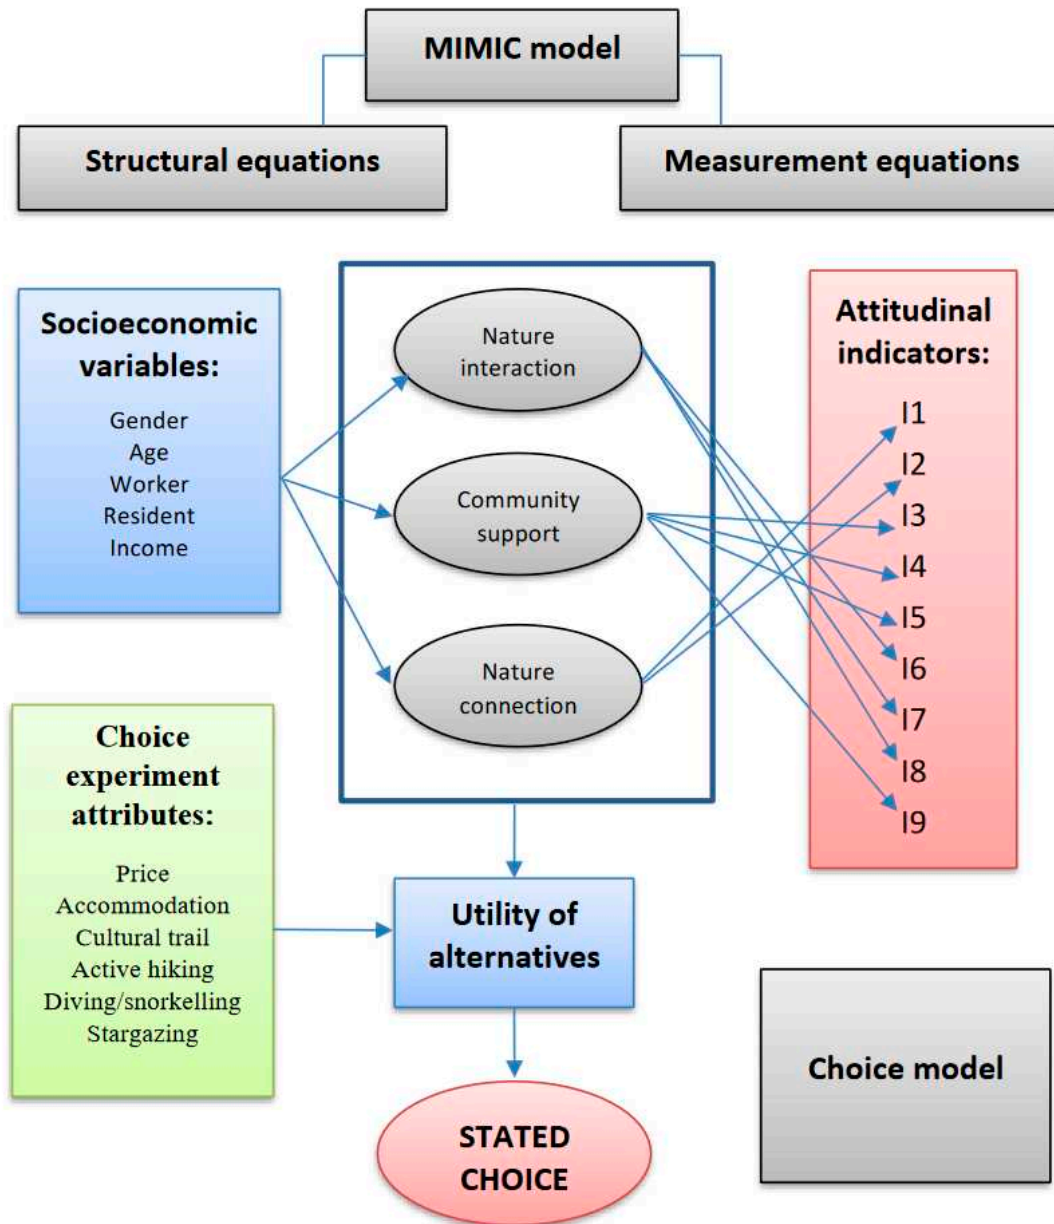 MIMIC model
Structural equations
Measurement equations
Socioeconomic
variables:
Gender
Age
Worker
Resident
Income
Nature
interaction
Community
support
Nature
connection
Attitudinal
indicators:
I1
I2
I3
I4
I5
I6
I7
I8
I9
Choice
experiment
attributes:
Price
Accommodation
Cultural trail
Active hiking
Diving/snorkelling
Stargazing
Utility of
alternatives
Choice model
STATED
CHOICE